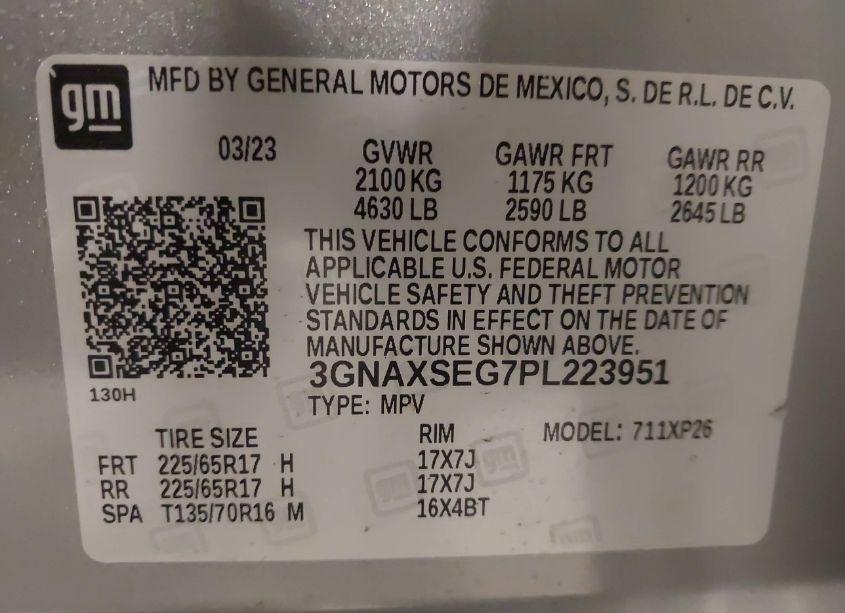 gm
MFD BY GENERAL MOTORS DE MEXICO, S. DE R.L. DE C.V.
03/23 GVWR GAWR FRT GAWR RR
2100 KG 1175 KG 1200 KG
4630 LB 2590 LB 2645 LB
THIS VEHICLE CONFORMS TO ALL
APPLICABLE U.S. FEDERAL MOTOR
VEHICLE SAFETY AND THEFT PREVENTION
STANDARDS IN EFFECT ON THE DATE OF
MANUFACTURE SHOWN ABOVE.
3GNAXSEG7PL223951
130H
TYPE: MPV
TIRE SIZE RIM MODEL: 711XP26
FRT 225/65R17 H 17X7J
RR 225/65R17 H 17X7J
SPA T135/70R16 M 16X4BT